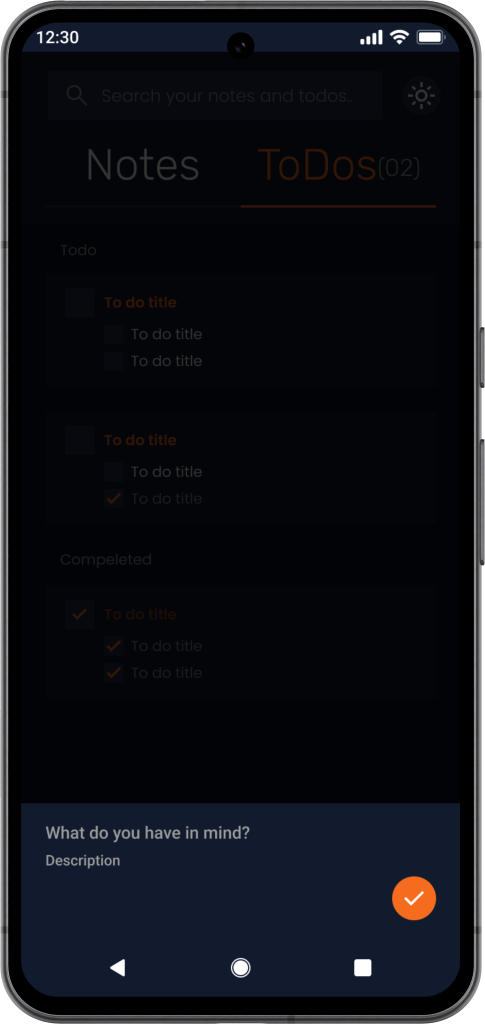 12:30
Search your notes and todos..
Notes ToDos(02)
Todo
To do title
To do title
To do title
To do title
To do title
To do title
Compeleted
To do title
To do title
To do title
What do you have in mind?
Description